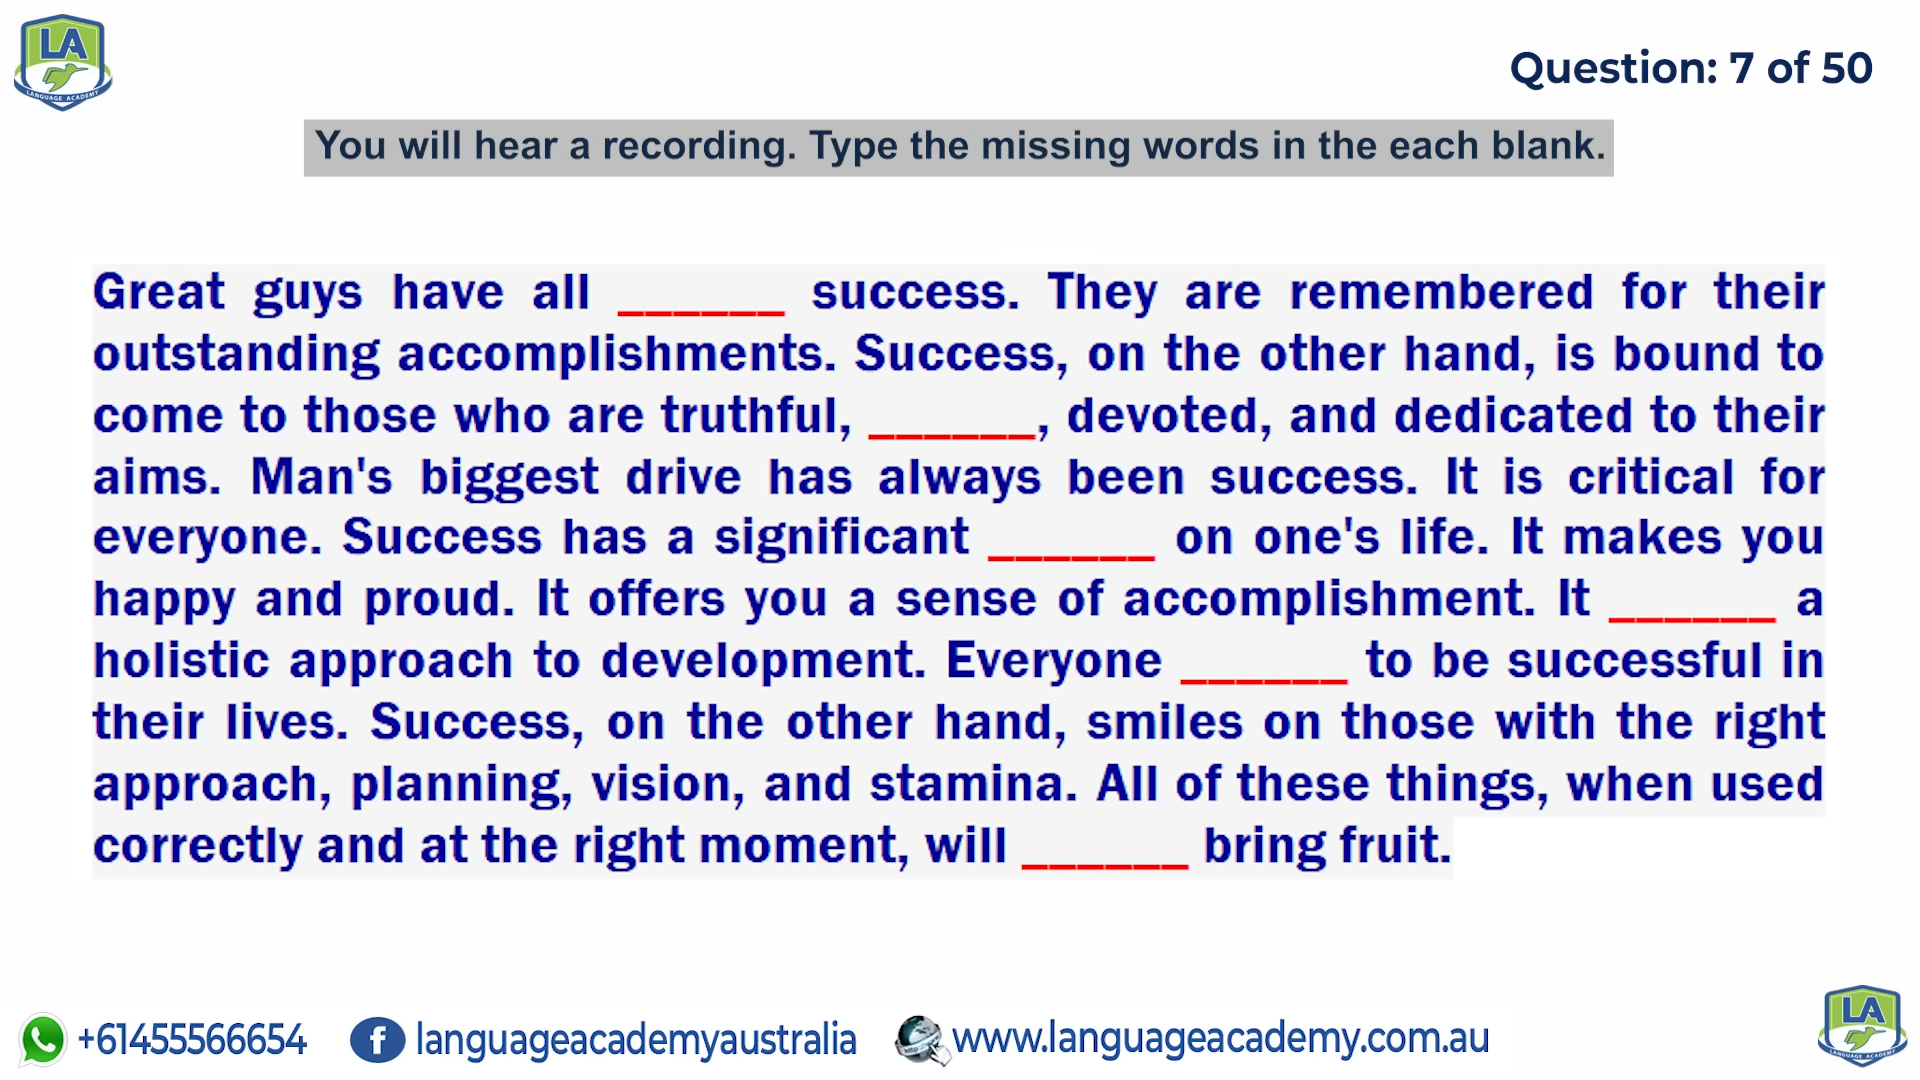 LA
LANGUAGE ACADEMY
Question: 7 of 50
You will hear a recording. Type the missing words in the each blank.
Great guys have all ______ success. They are remembered for their
outstanding accomplishments. Success, on the other hand, is bound to
come to those who are truthful, ______, devoted, and dedicated to their
aims. Man's biggest drive has always been success. It is critical for
everyone. Success has a significant ______ on one's life. It makes you
happy and proud. It offers you a sense of accomplishment. It ______ a
holistic approach to development. Everyone ______ to be successful in
their lives. Success, on the other hand, smiles on those with the right
approach, planning, vision, and stamina. All of these things, when used
correctly and at the right moment, will ______ bring fruit.
+61455566654
f languageacademyaustralia
www.languageacademy.com.au
LA
LANGUAGE ACADEMY